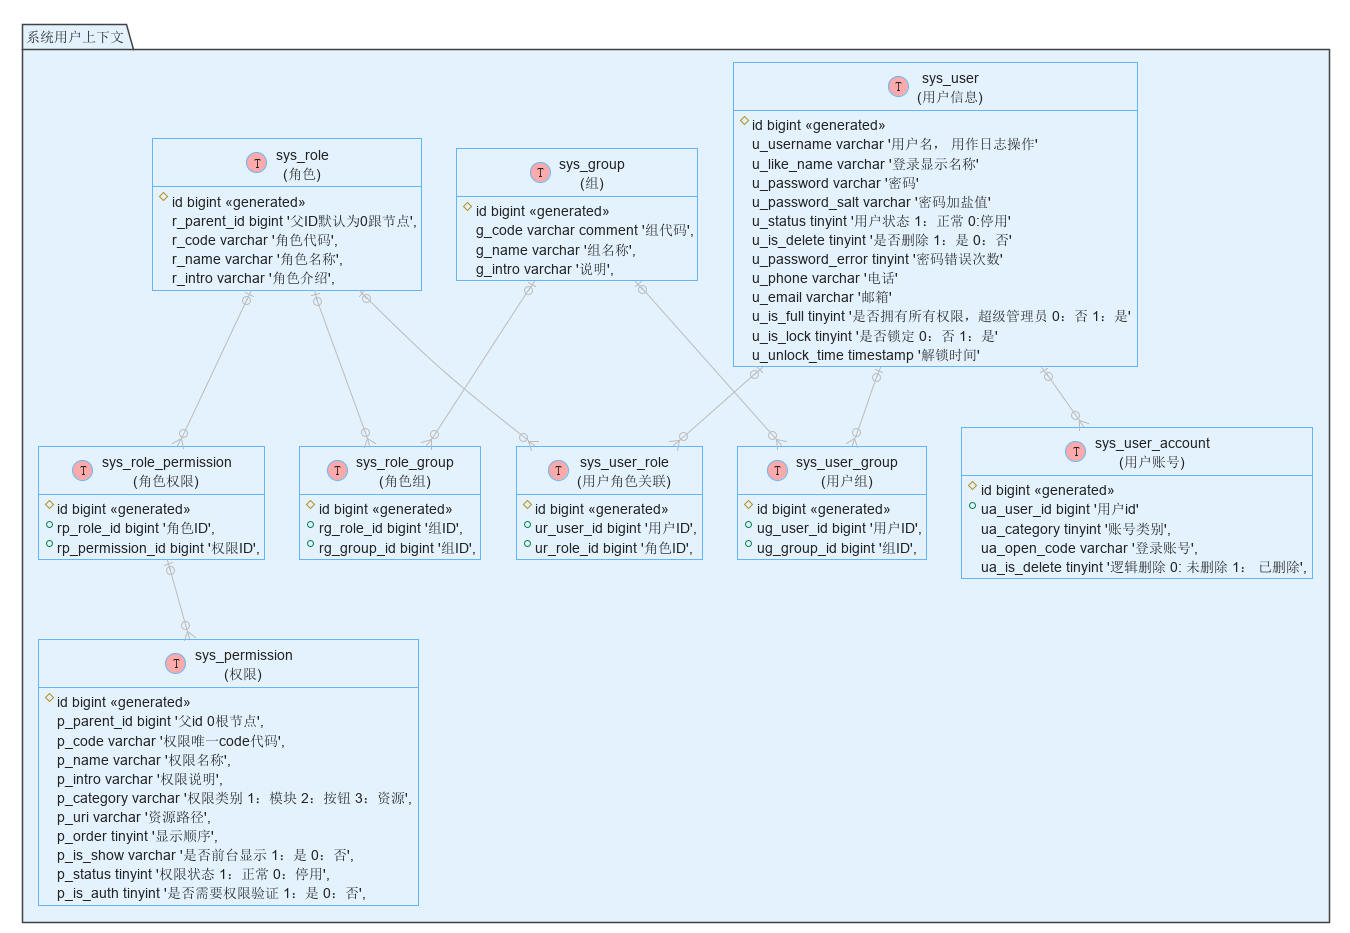 系统用户上下文
T
sys_user
(用户信息)
id bigint «generated»
u_username varchar '用户名， 用作日志操作'
u_like_name varchar '登录显示名称'
u_password varchar '密码'
u_password_salt varchar '密码加盐值'
u_status tinyint '用户状态 1：正常 0:停用'
u_is_delete tinyint '是否删除 1：是 0：否'
u_password_error tinyint '密码错误次数'
u_phone varchar '电话'
u_email varchar '邮箱'
u_is_full tinyint '是否拥有所有权限，超级管理员 0：否 1：是'
u_is_lock tinyint '是否锁定 0：否 1：是'
u_unlock_time timestamp '解锁时间'
T
sys_role
(角色)
id bigint «generated»
r_parent_id bigint '父ID默认为0跟节点',
r_code varchar '角色代码',
r_name varchar '角色名称',
r_intro varchar '角色介绍',
T
sys_group
(组)
id bigint «generated»
g_code varchar comment '组代码',
g_name varchar '组名称',
g_intro varchar '说明',
T
sys_role_permission
(角色权限)
id bigint «generated»
rp_role_id bigint '角色ID',
rp_permission_id bigint '权限ID',
T
sys_role_group
(角色组)
id bigint «generated»
rg_role_id bigint '组ID',
rg_group_id bigint '组ID',
T
sys_user_role
(用户角色关联)
id bigint «generated»
ur_user_id bigint '用户ID',
ur_role_id bigint '角色ID',
T
sys_user_group
(用户组)
id bigint «generated»
ug_user_id bigint '用户ID',
ug_group_id bigint '组ID',
T
sys_user_account
(用户账号)
id bigint «generated»
ua_user_id bigint '用户id'
ua_category tinyint '账号类别',
ua_open_code varchar '登录账号',
ua_is_delete tinyint '逻辑删除 0: 未删除 1： 已删除',
T
sys_permission
(权限)
id bigint «generated»
p_parent_id bigint '父id 0根节点',
p_code varchar '权限唯一code代码',
p_name varchar '权限名称',
p_intro varchar '权限说明',
p_category varchar '权限类别 1：模块 2：按钮 3：资源',
p_uri varchar '资源路径',
p_order tinyint '显示顺序',
p_is_show varchar '是否前台显示 1：是 0：否',
p_status tinyint '权限状态 1：正常 0：停用',
p_is_auth tinyint '是否需要权限验证 1：是 0：否',